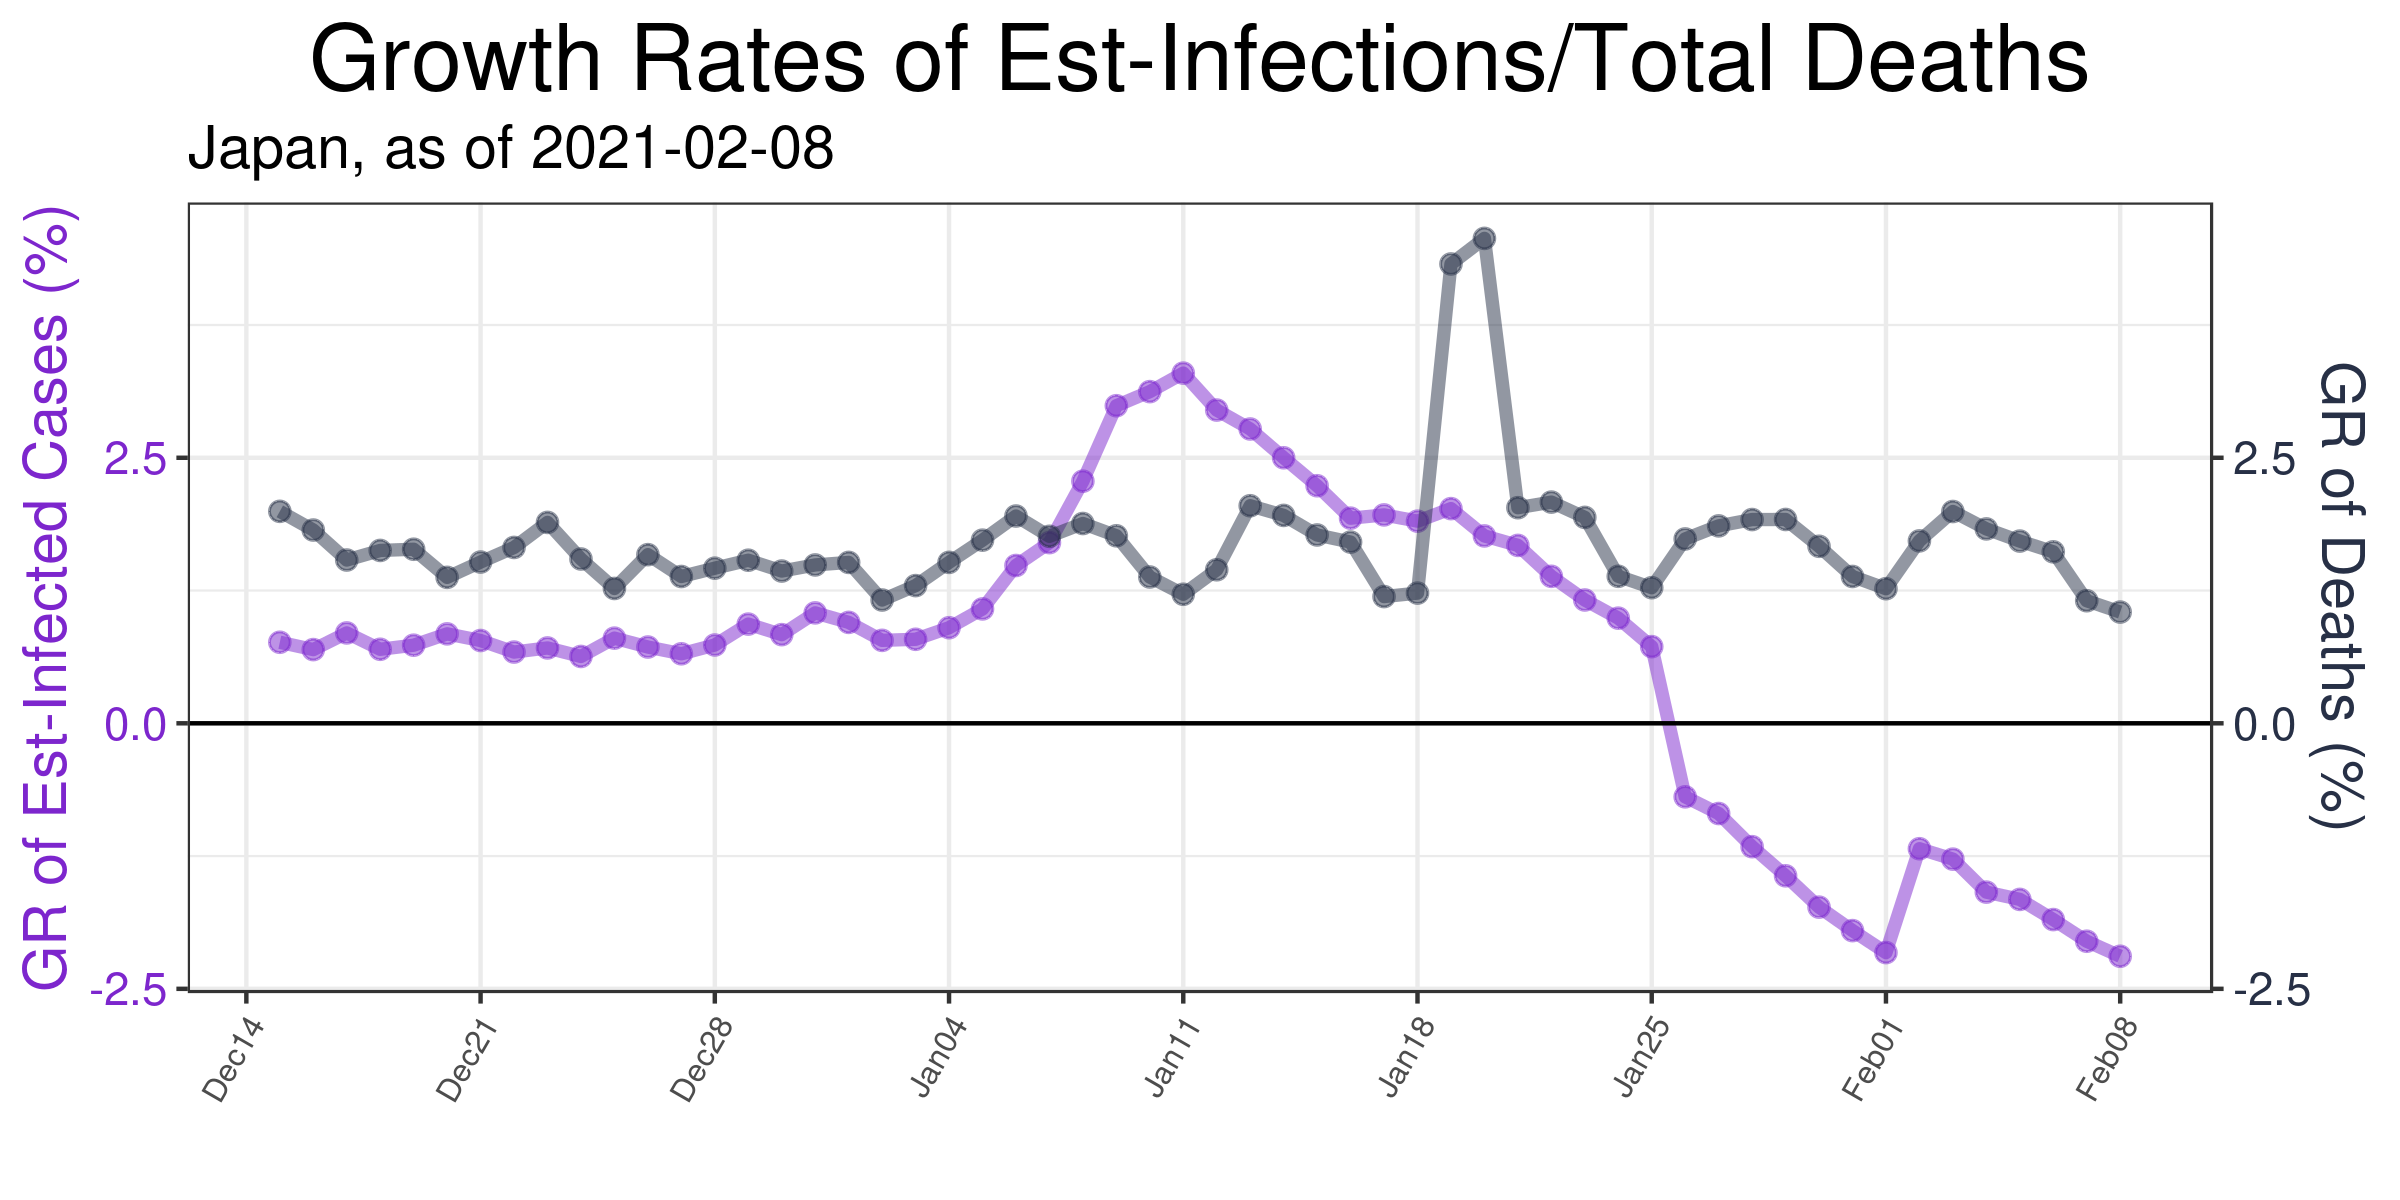 Growth Rates of Est-Infections/Total Deaths
Japan, as of 2021-02-08
GR of Est-Infected Cases (%)
2.5
0.0
-2.5
2.5
0.0
-2.5
GR of Deaths (%)
Dec14
Dec21
Dec28
Jan04
Jan11
Jan18
Jan25
Feb01
Feb08